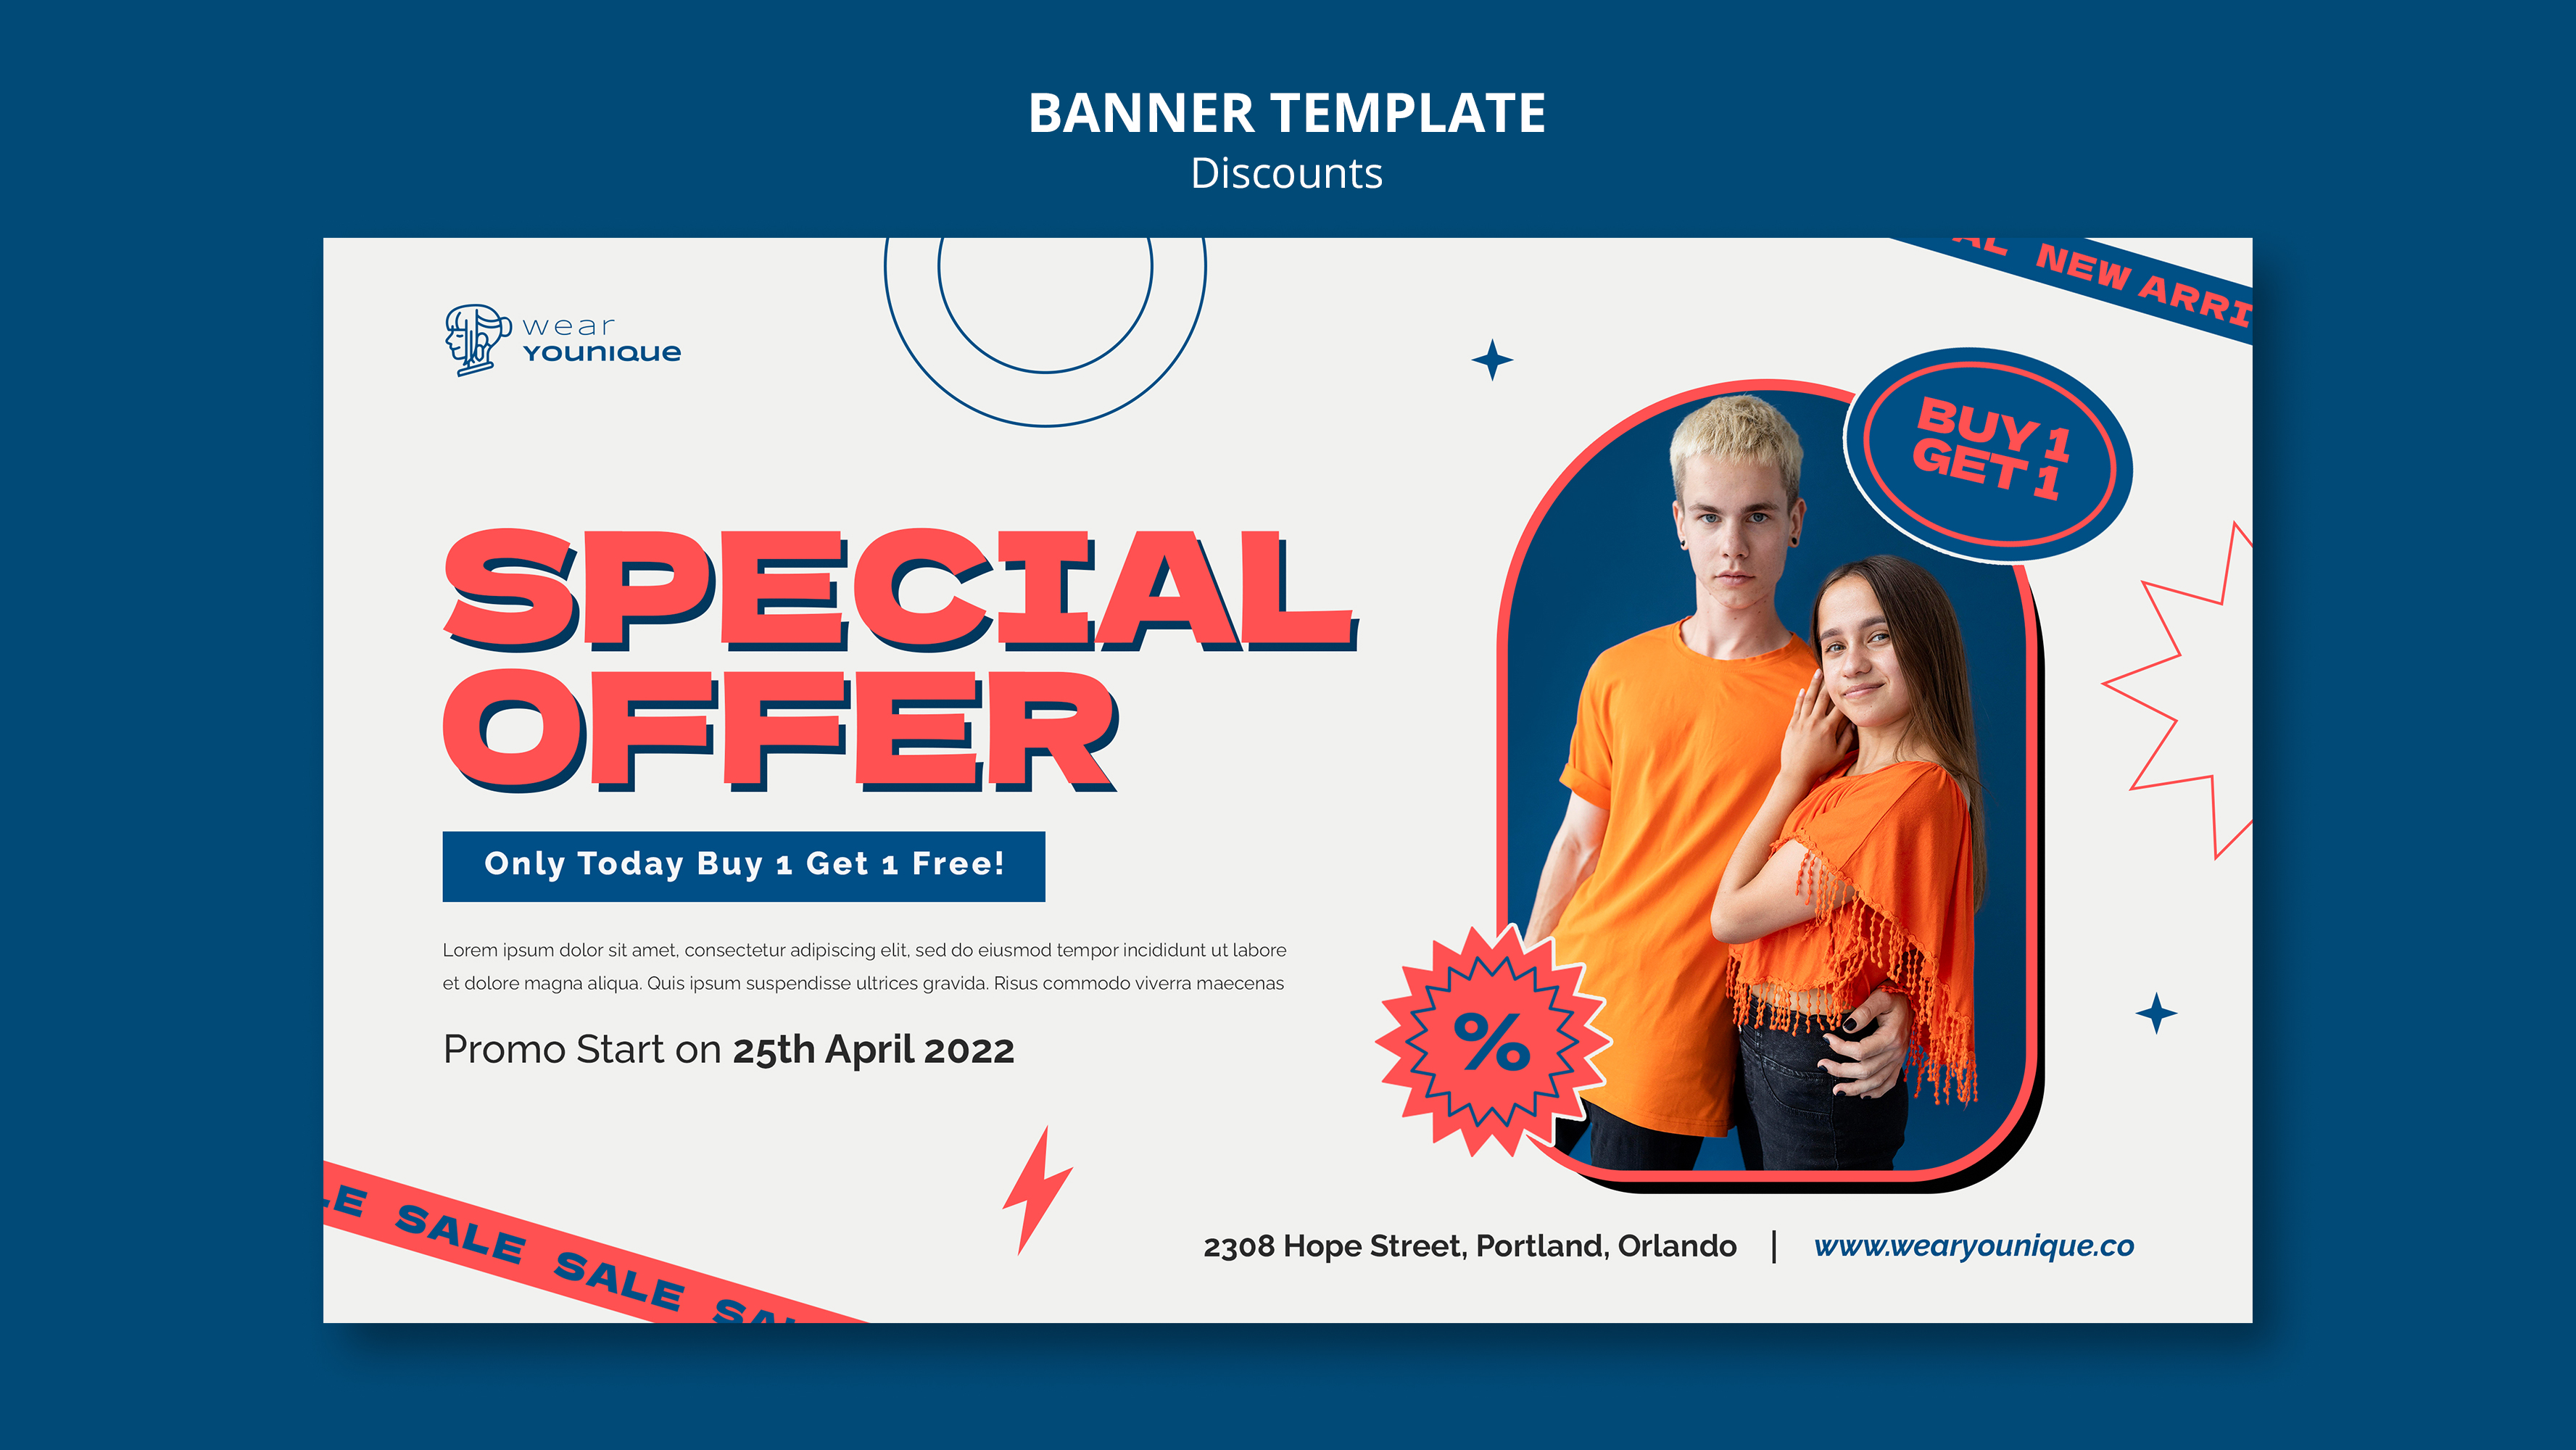 BANNER TEMPLATE
Discounts
AL NEW ARRI
wear
YOUNIQUE
BUY 1
GET 1
SPECIAL
OFFER
Only Today Buy 1 Get 1 Free!
Lorem ipsum dolor sit amet, consectetur adipiscing elit, sed do eiusmod tempor incididunt ut labore
et dolore magna aliqua. Quis ipsum suspendisse ultrices gravida. Risus commodo viverra maecenas
Promo Start on 25th April 2022
%
LE SALE SALE SAL
2308 Hope Street, Portland, Orlando | www.wearyounique.co